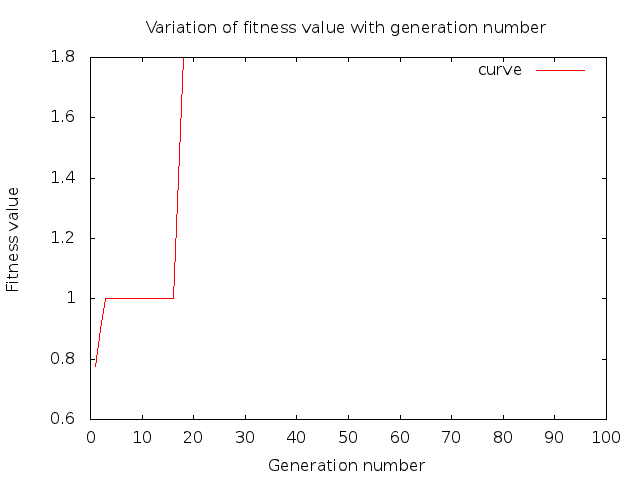 Variation of fitness value with generation number
1.8
curve
1.6
1.4
1.2
1
0.8
0.6
Fitness value
0 10 20 30 40 50 60 70 80 90 100
Generation number